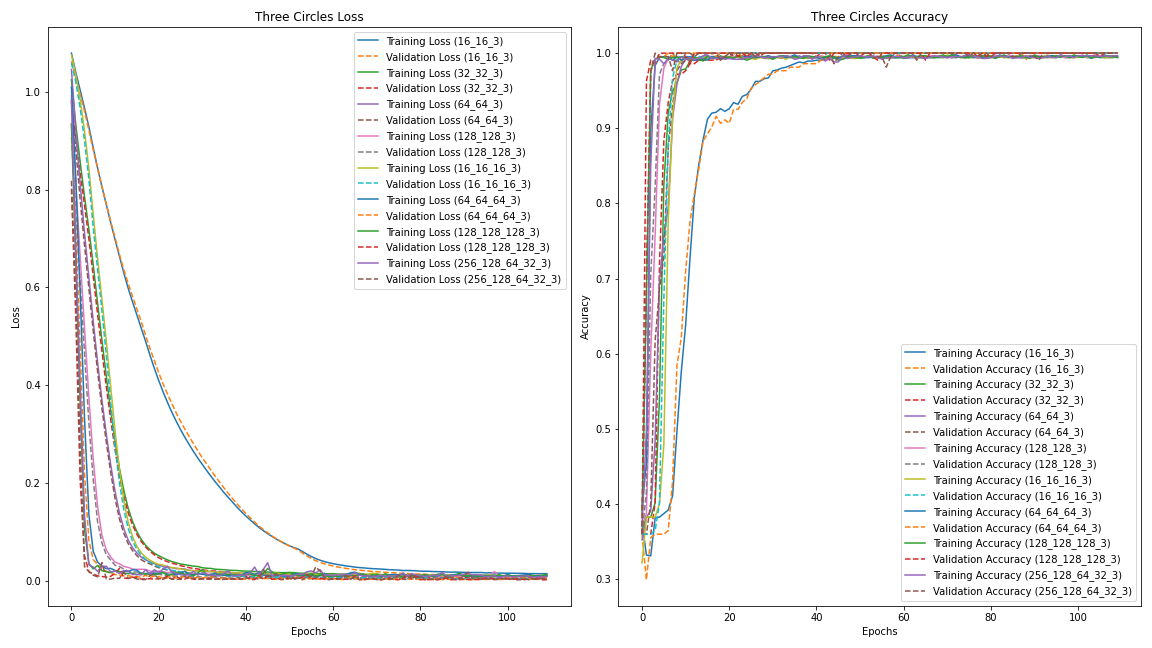 Three Circles Loss
Training Loss (16_16_3)
Validation Loss (16_16_3)
Training Loss (32_32_3)
Validation Loss (32_32_3)
Training Loss (64_64_3)
Validation Loss (64_64_3)
Training Loss (128_128_3)
Validation Loss (128_128_3)
Training Loss (16_16_16_3)
Validation Loss (16_16_16_3)
Training Loss (64_64_64_3)
Validation Loss (64_64_64_3)
Training Loss (128_128_128_3)
Validation Loss (128_128_128_3)
Training Loss (256_128_64_32_3)
Validation Loss (256_128_64_32_3)
1.0
0.8
0.6
0.4
0.2
0.0
Loss
0 20 40 60 80 100
Epochs
Three Circles Accuracy
1.0
0.9
0.8
0.7
0.6
0.5
0.4
0.3
Accuracy
Training Accuracy (16_16_3)
Validation Accuracy (16_16_3)
Training Accuracy (32_32_3)
Validation Accuracy (32_32_3)
Training Accuracy (64_64_3)
Validation Accuracy (64_64_3)
Training Accuracy (128_128_3)
Validation Accuracy (128_128_3)
Training Accuracy (16_16_16_3)
Validation Accuracy (16_16_16_3)
Training Accuracy (64_64_64_3)
Validation Accuracy (64_64_64_3)
Training Accuracy (128_128_128_3)
Validation Accuracy (128_128_128_3)
Training Accuracy (256_128_64_32_3)
Validation Accuracy (256_128_64_32_3)
0 20 40 60 80 100
Epochs